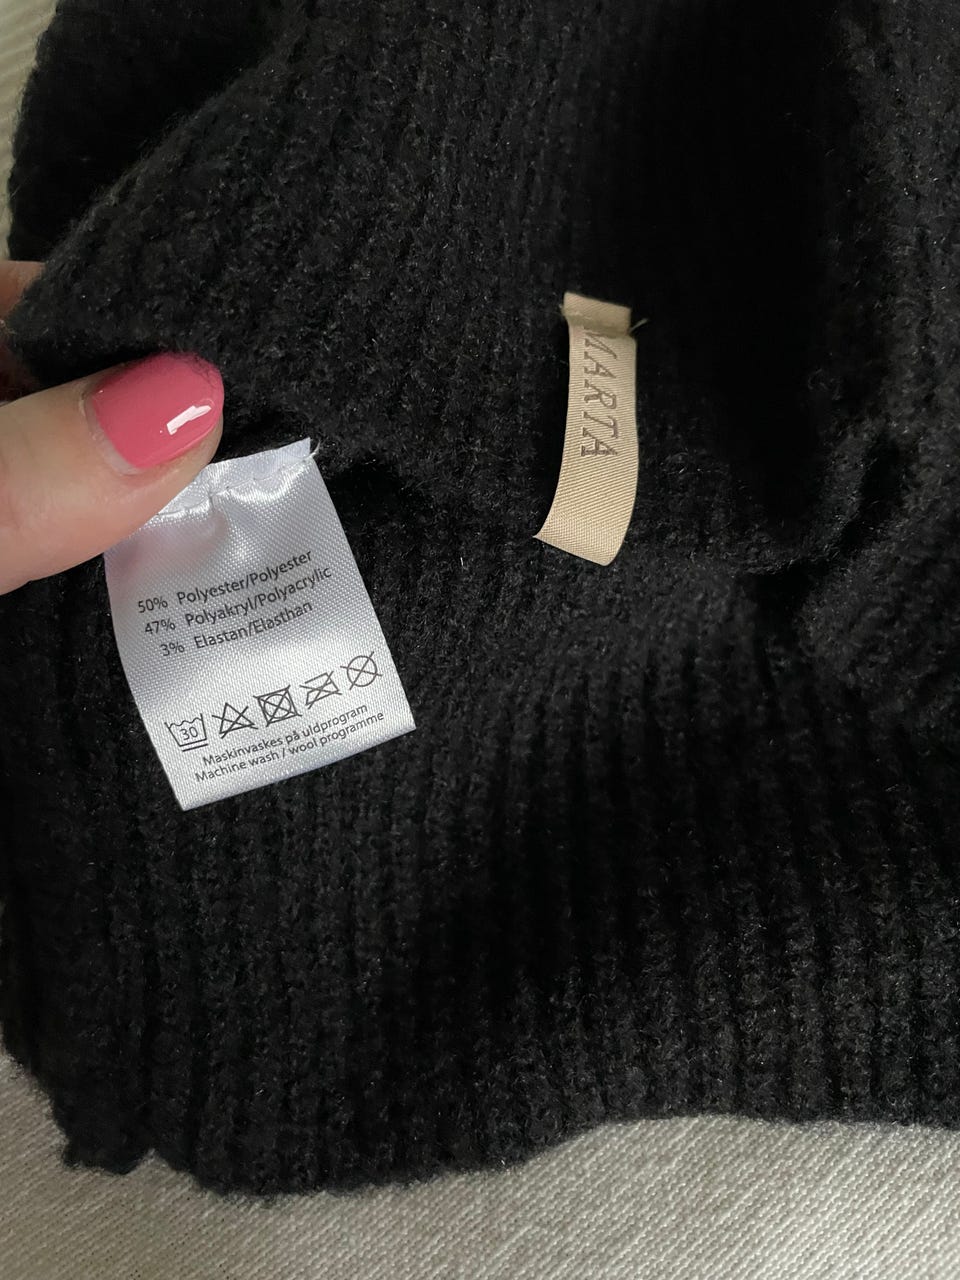 50% Polyester/Polyester
47% Polyakryl/Polyacrylic
3% Elastan/Elasthan
30
Maskinvaskes på uldprogram
Machine wash / wool programme
MARTA